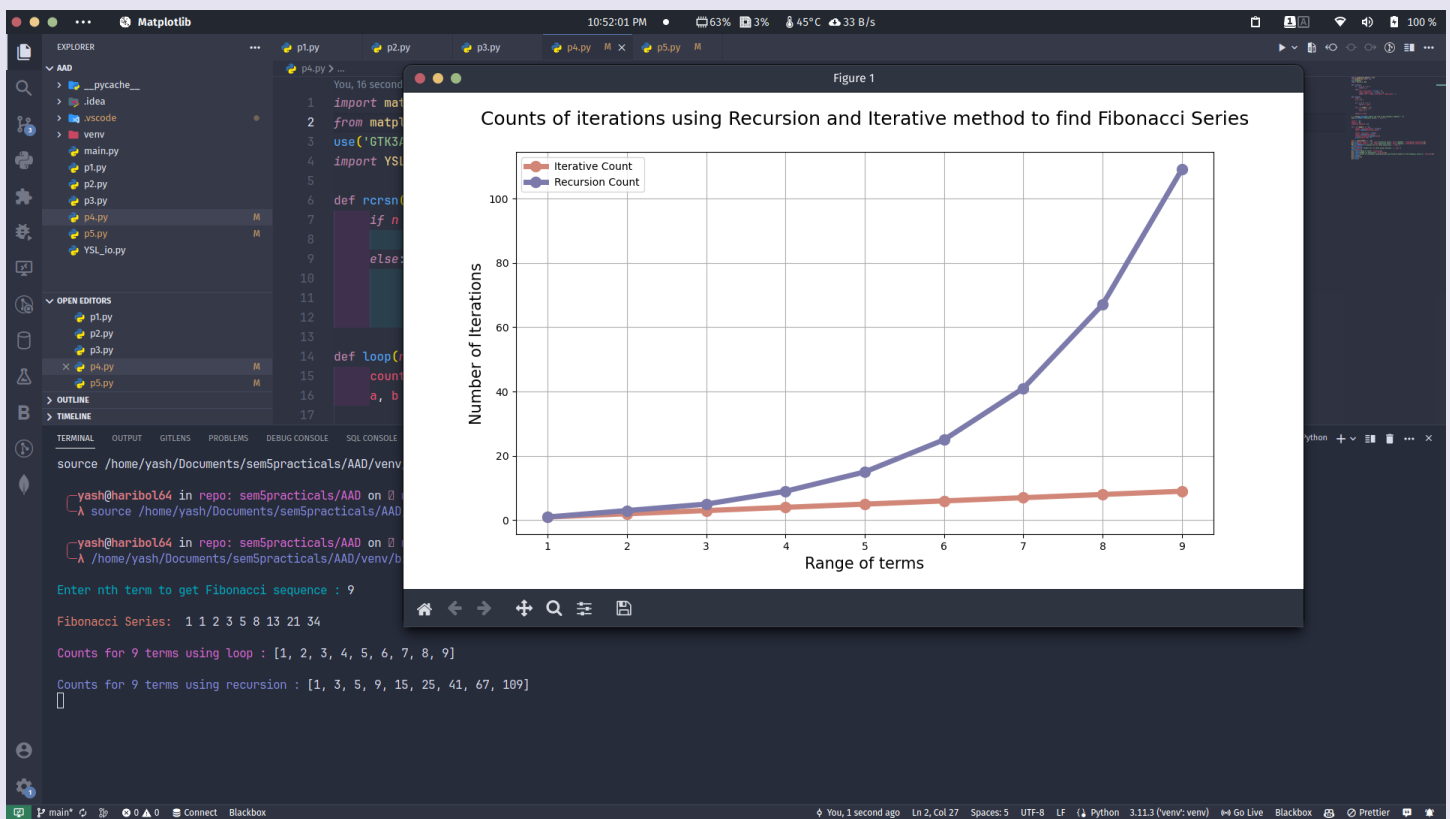 Matplotlib
10:52:01 PM
63% 3% 45°C 33 B/s
1 A
100 %
EXPLORER
AAD
__pycache__
.idea
.vscode
venv
main.py
p1.py
p2.py
p3.py
p4.py M
p5.py M
YSL_io.py
OPEN EDITORS
p1.py
p2.py
p3.py
p4.py M
p5.py M
OUTLINE
TIMELINE
p1.py p2.py p3.py p4.py M p5.py M
p4.py > ...
You, 16 second
1 import mat
2 from matpl
3 use('GTK3A
4 import YSL
5
6 def rcrsn(
7 if n
8
9 else:
10
11
12
13
14 def loop(
15 count
16 a, b
17
Figure 1
Counts of iterations using Recursion and Iterative method to find Fibonacci Series
Iterative Count
Recursion Count
Number of Iterations
100
80
60
40
20
0
1 2 3 4 5 6 7 8 9
Range of terms
TERMINAL OUTPUT GITLENS PROBLEMS DEBUG CONSOLE SQL CONSOLE
source /home/yash/Documents/sem5practicals/AAD/venv
yash@haribol64 in repo: sem5practicals/AAD on
λ source /home/yash/Documents/sem5practicals/AAD
yash@haribol64 in repo: sem5practicals/AAD on
λ /home/yash/Documents/sem5practicals/AAD/venv/b
Enter nth term to get Fibonacci sequence : 9
Fibonacci Series: 1 1 2 3 5 8 13 21 34
Counts for 9 terms using loop : [1, 2, 3, 4, 5, 6, 7, 8, 9]
Counts for 9 terms using recursion : [1, 3, 5, 9, 15, 25, 41, 67, 109]
main* 0 0 Connect Blackbox
You, 1 second ago Ln 2, Col 27 Spaces: 5 UTF-8 LF Python 3.11.3 ('venv': venv) Go Live Blackbox Prettier